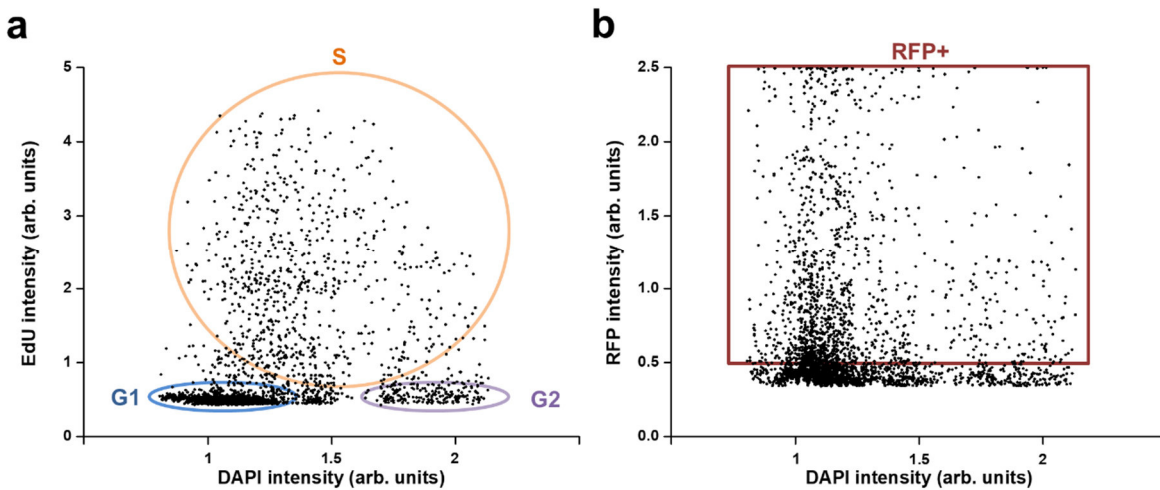 a
S
EdU intensity (arb. units)
5
4
3
2
1
0
G1
G2
1
1.5
2
DAPI intensity (arb. units)
b
RFP+
RFP intensity (arb. units)
2.5
2.0
1.5
1.0
0.5
0.0
1
1.5
2
DAPI intensity (arb. units)